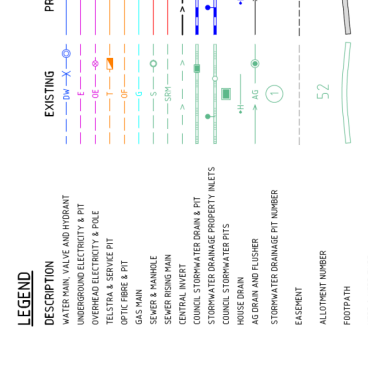 LEGEND
DESCRIPTION EXISTING
WATER MAIN, VALVE AND HYDRANT DW
UNDERGROUND ELECTRICITY & PIT E
OVERHEAD ELECTRICITY & POLE OE
TELSTRA & SERVICE PIT T
OPTIC FIBRE & PIT OF
GAS MAIN G
SEWER & MANHOLE S
SEWER RISING MAIN SRM
CENTRAL INVERT
COUNCIL STORMWATER DRAIN & PIT
STORMWATER DRAINAGE PROPERTY INLETS
COUNCIL STORMWATER PITS
HOUSE DRAIN H
AG DRAIN AND FLUSHER AG
STORMWATER DRAINAGE PIT NUMBER 1
EASEMENT
ALLOTMENT NUMBER 52
FOOTPATH